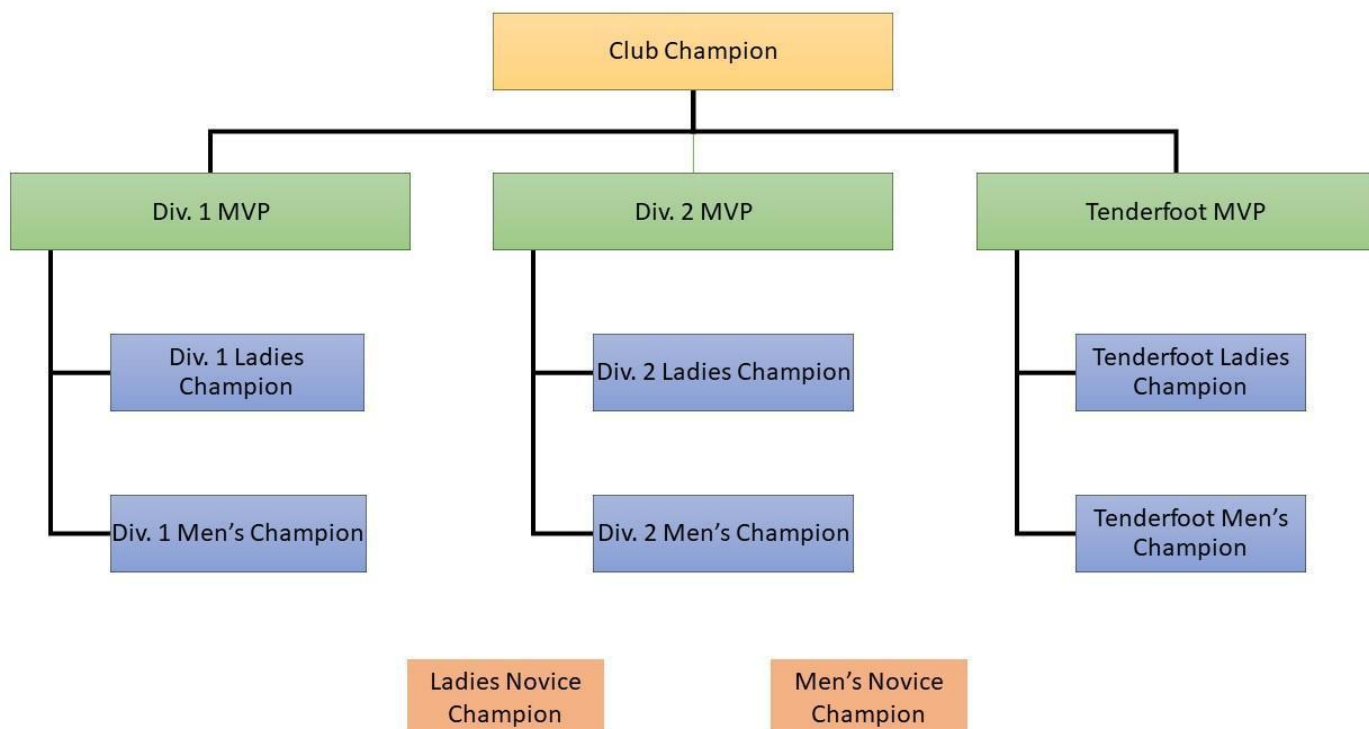 Club Champion
Div. 1 MVP
Div. 2 MVP
Tenderfoot MVP
Div. 1 Ladies
Champion
Div. 2 Ladies Champion
Tenderfoot Ladies
Champion
Div. 1 Men’s Champion
Div. 2 Men’s Champion
Tenderfoot Men’s
Champion
Ladies Novice
Champion
Men’s Novice
Champion